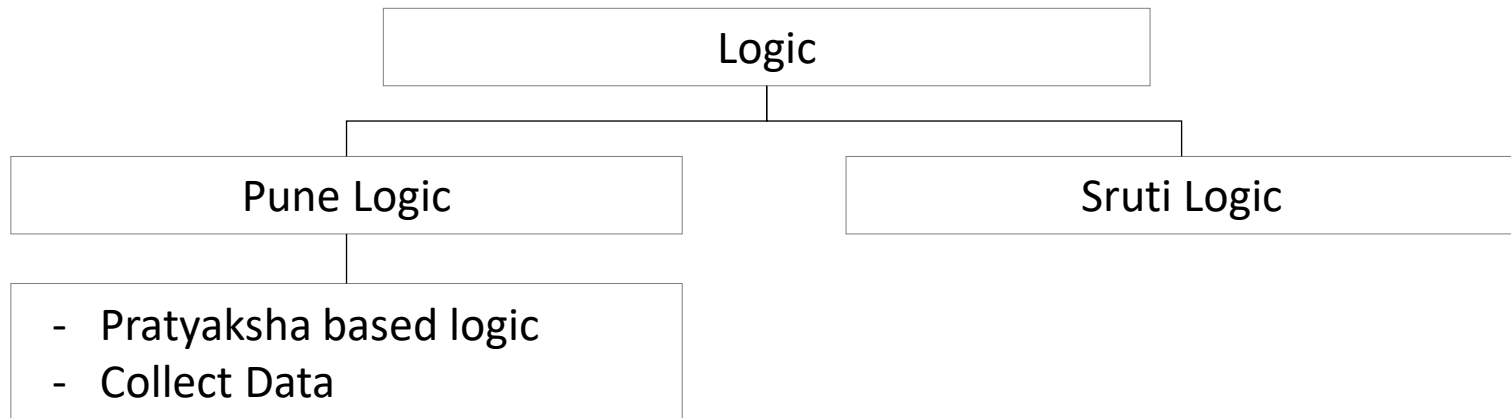 Logic
Pune Logic
Sruti Logic
- Pratyaksha based logic
- Collect Data